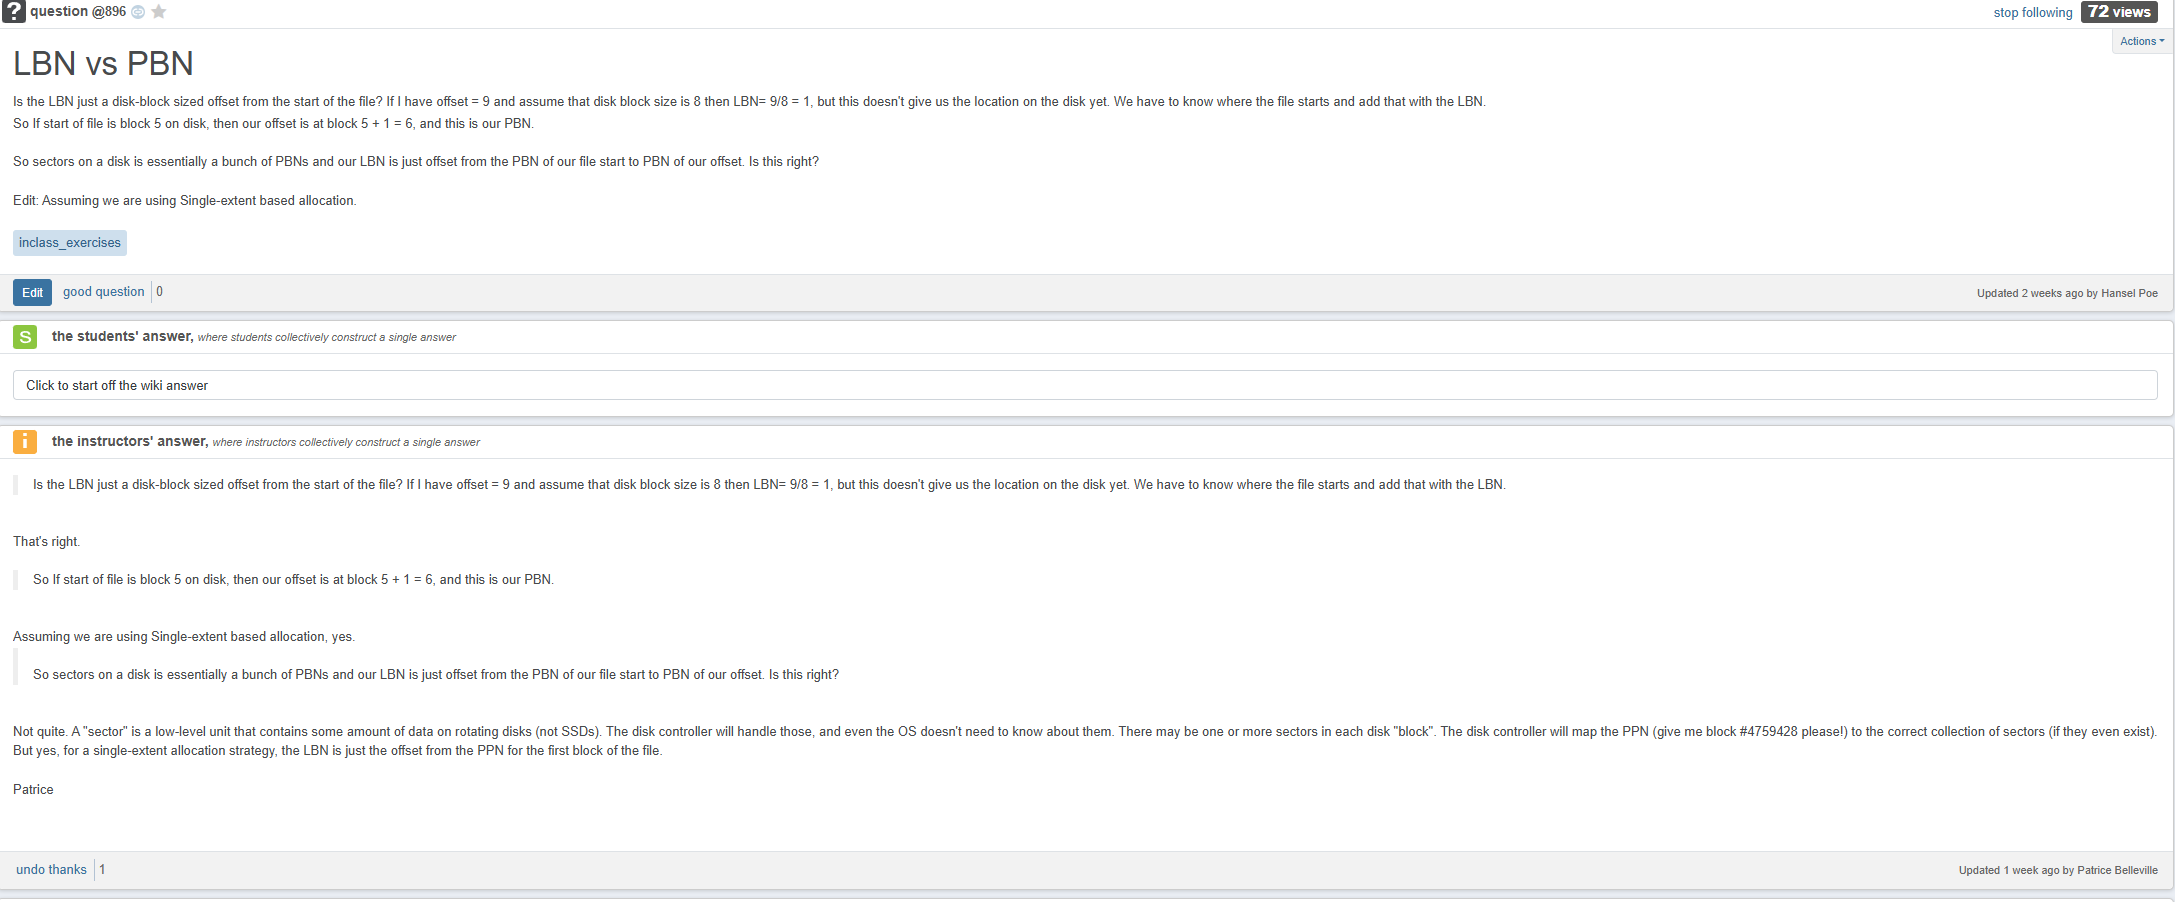 ? question @896
stop following 72 views
Actions
LBN vs PBN
Is the LBN just a disk-block sized offset from the start of the file? If I have offset = 9 and assume that disk block size is 8 then LBN= 9/8 = 1, but this doesn't give us the location on the disk yet. We have to know where the file starts and add that with the LBN.
So If start of file is block 5 on disk, then our offset is at block 5 + 1 = 6, and this is our PBN.
So sectors on a disk is essentially a bunch of PBNs and our LBN is just offset from the PBN of our file start to PBN of our offset. Is this right?
Edit: Assuming we are using Single-extent based allocation.
inclass_exercises
Edit good question 0
Updated 2 weeks ago by Hansel Poe
S the students' answer, where students collectively construct a single answer
Click to start off the wiki answer
i the instructors' answer, where instructors collectively construct a single answer
Is the LBN just a disk-block sized offset from the start of the file? If I have offset = 9 and assume that disk block size is 8 then LBN= 9/8 = 1, but this doesn't give us the location on the disk yet. We have to know where the file starts and add that with the LBN.
That's right.
So If start of file is block 5 on disk, then our offset is at block 5 + 1 = 6, and this is our PBN.
Assuming we are using Single-extent based allocation, yes.
So sectors on a disk is essentially a bunch of PBNs and our LBN is just offset from the PBN of our file start to PBN of our offset. Is this right?
Not quite. A "sector" is a low-level unit that contains some amount of data on rotating disks (not SSDs). The disk controller will handle those, and even the OS doesn't need to know about them. There may be one or more sectors in each disk "block". The disk controller will map the PPN (give me block #4759428 please!) to the correct collection of sectors (if they even exist).
But yes, for a single-extent allocation strategy, the LBN is just the offset from the PPN for the first block of the file.
Patrice
undo thanks 1
Updated 1 week ago by Patrice Belleville